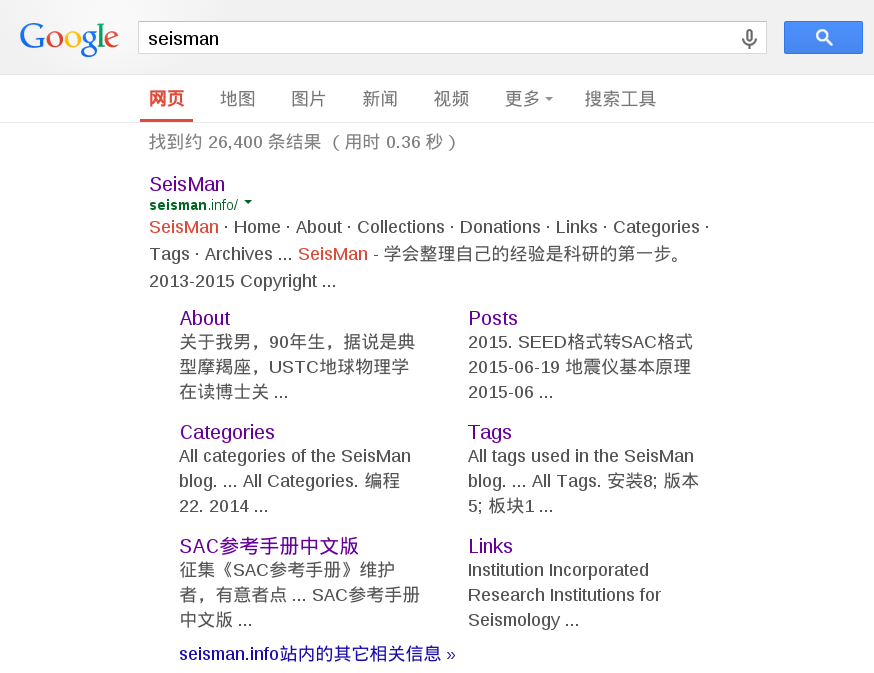 Google seisman
网页 地图 图片 新闻 视频 更多 搜索工具
找到约 26,400 条结果 （用时 0.36 秒）
SeisMan
seisman.info/
SeisMan · Home · About · Collections · Donations · Links · Categories ·
Tags · Archives ... SeisMan - 学会整理自己的经验是科研的第一步。
2013-2015 Copyright ...
About
关于我男，90年生，据说是典
型摩羯座，USTC地球物理学
在读博士关 ...
Posts
2015. SEED格式转SAC格式
2015-06-19 地震仪基本原理
2015-06 ...
Categories
All categories of the SeisMan
blog. ... All Categories. 编程
22. 2014 ...
Tags
All tags used in the SeisMan
blog. ... All Tags. 安装8; 版本
5; 板块1 ...
SAC参考手册中文版
征集《SAC参考手册》维护
者，有意者点 ... SAC参考手册
中文版 ...
Links
Institution Incorporated
Research Institutions for
Seismology ...
seisman.info站内的其它相关信息 »